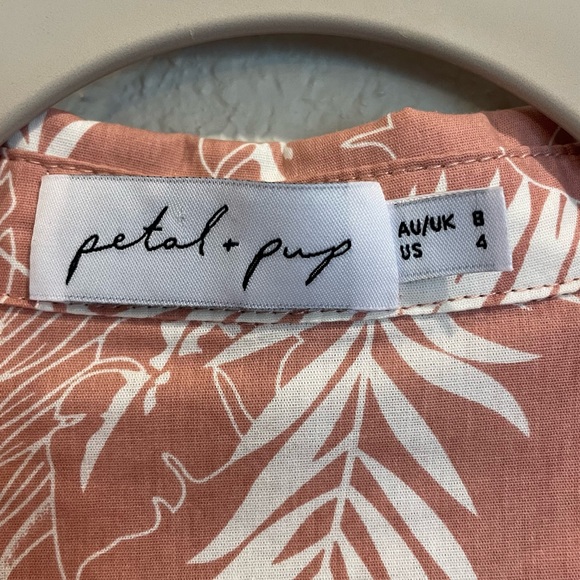 petal + pup
AU/UK 8
US 4